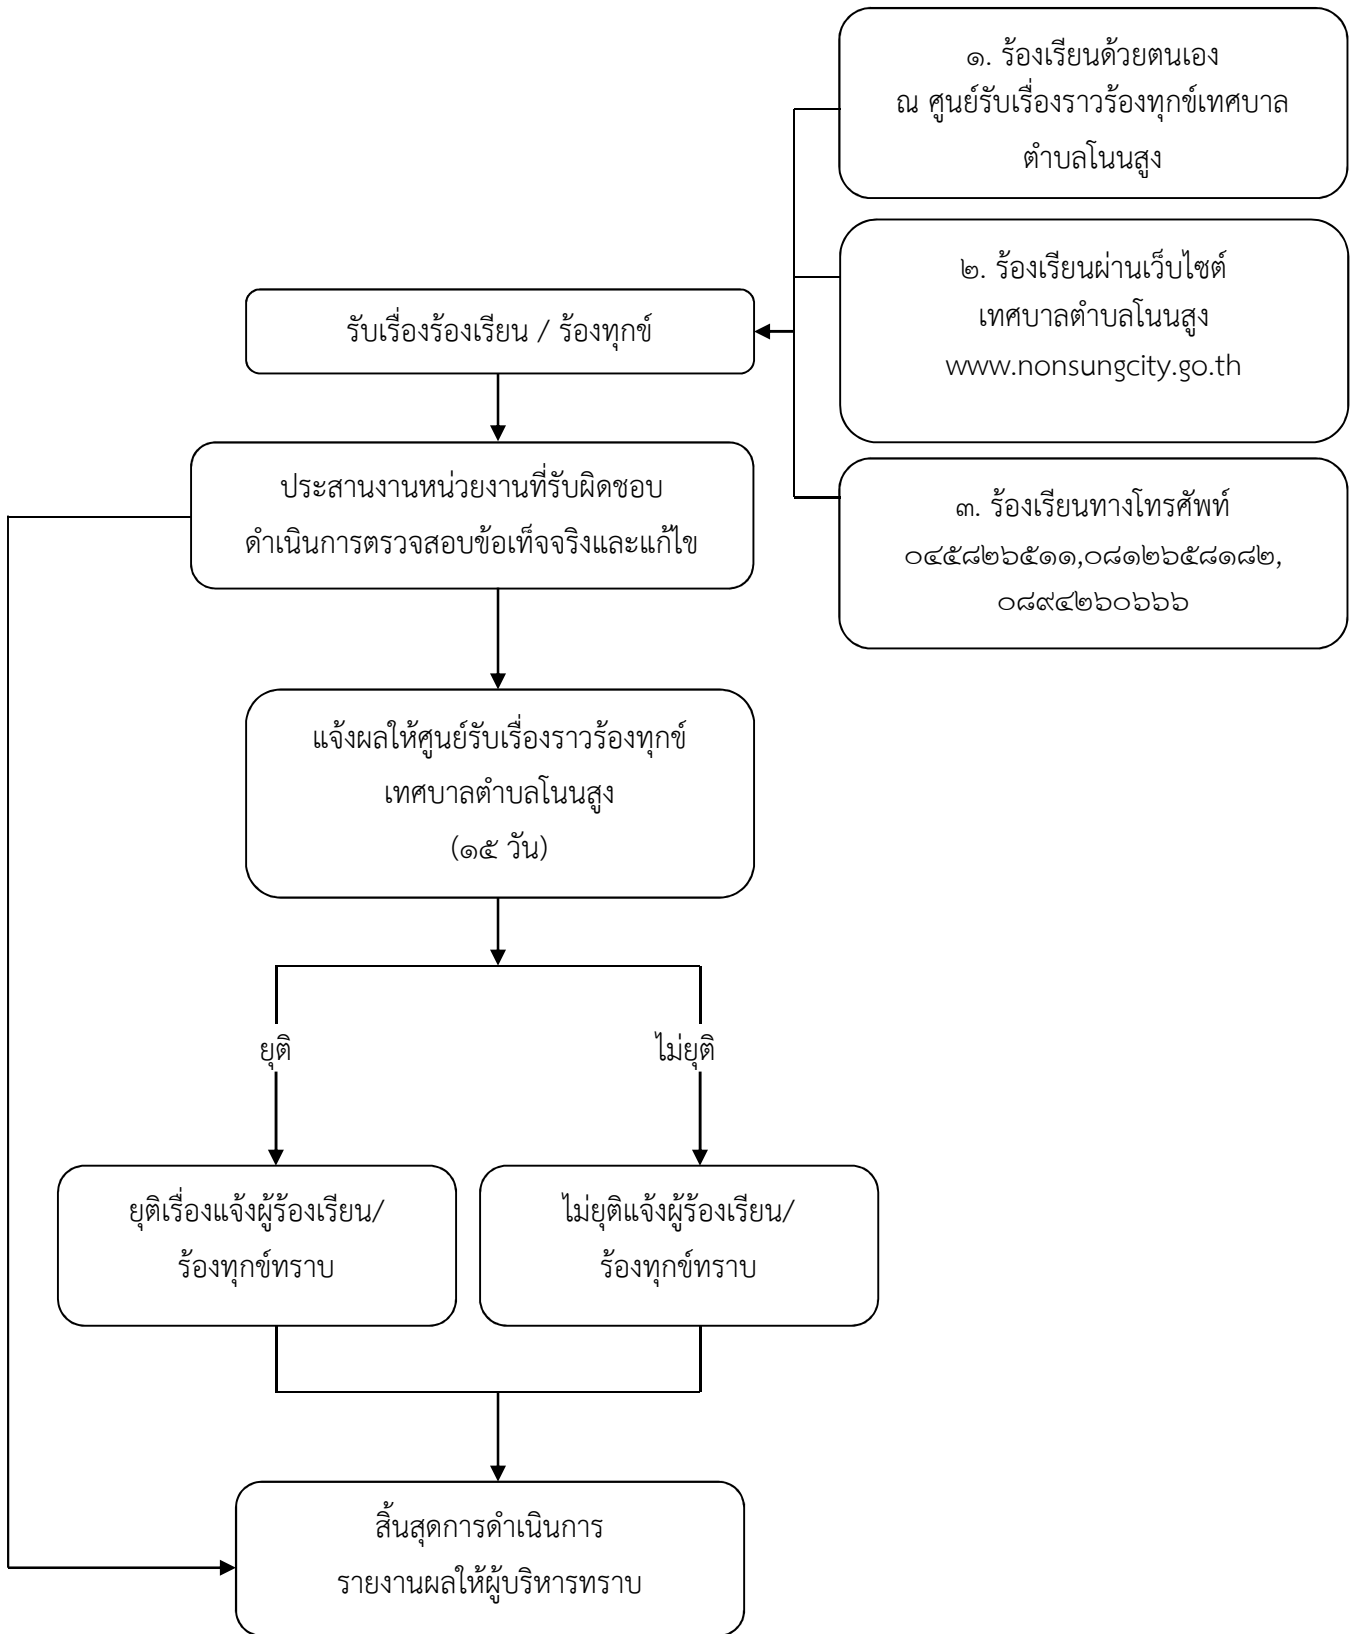 ๑. ร้องเรียนด้วยตนเอง
ณ ศูนย์รับเรื่องราวร้องทุกข์เทศบาล
ตำบลโนนสูง
๒. ร้องเรียนผ่านเว็บไซต์
เทศบาลตำบลโนนสูง
www.nonsungcity.go.th
๓. ร้องเรียนทางโทรศัพท์
๐๔๕๘๒๖๕๑๑,๐๘๑๒๖๕๘๑๘๒,
๐๘๙๔๒๖๐๖๖๖
รับเรื่องร้องเรียน / ร้องทุกข์
ประสานงานหน่วยงานที่รับผิดชอบ
ดำเนินการตรวจสอบข้อเท็จจริงและแก้ไข
แจ้งผลให้ศูนย์รับเรื่องราวร้องทุกข์
เทศบาลตำบลโนนสูง
(๑๕ วัน)
ยุติ
ไม่ยุติ
ยุติเรื่องแจ้งผู้ร้องเรียน/
ร้องทุกข์ทราบ
ไม่ยุติแจ้งผู้ร้องเรียน/
ร้องทุกข์ทราบ
สิ้นสุดการดำเนินการ
รายงานผลให้ผู้บริหารทราบ